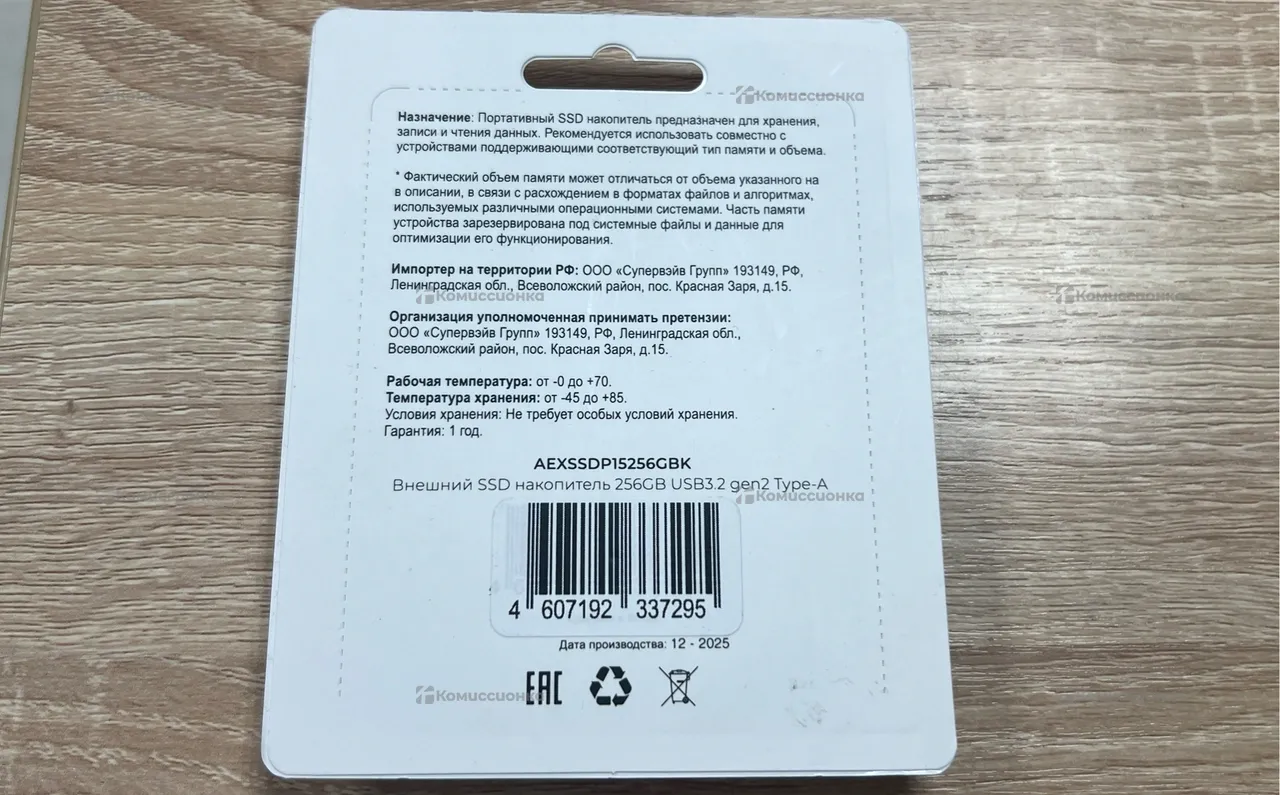 Комиссионка
Назначение: Портативный SSD накопитель предназначен для хранения,
записи и чтения данных. Рекомендуется использовать совместно с
устройствами поддерживающими соответствующий тип памяти и объема.
* Фактический объем памяти может отличаться от объема указанного на
в описании, в связи с расхождением в форматах файлов и алгоритмах,
используемых различными операционными системами. Часть памяти
устройства зарезервирована под системные файлы и данные для
оптимизации его функционирования.
Импортер на территории РФ: ООО «Супервэйв Групп» 193149, РФ,
Ленинградская обл., Всеволожский район, пос. Красная Заря, д.15.
Комиссионка
Комиссионка
Организация уполномоченная принимать претензии:
ООО «Супервэйв Групп» 193149, РФ, Ленинградская обл.,
Всеволожский район, пос. Красная Заря, д.15.
Рабочая температура: от -0 до +70.
Температура хранения: от -45 до +85.
Условия хранения: Не требует особых условий хранения.
Гарантия: 1 год.
AEXSSDP15256GBK
Внешний SSD накопитель 256GB USB3.2 gen2 Type-A
Комиссионка
4 607192 337295
Дата производства: 12 - 2025
Комиссионка
EAC